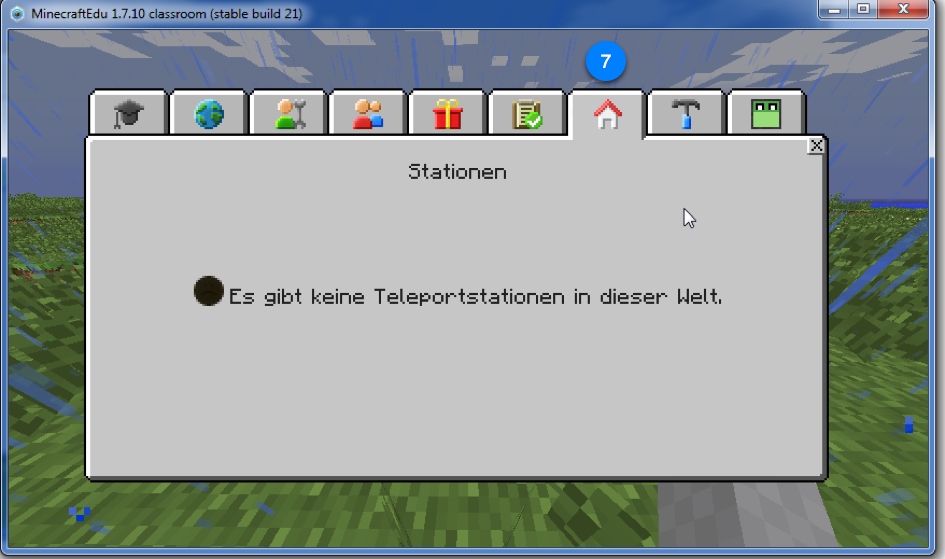 MinecraftEdu 1.7.10 classroom (stable build 21)
7
Stationen
Es gibt keine Teleportstationen in dieser Welt.